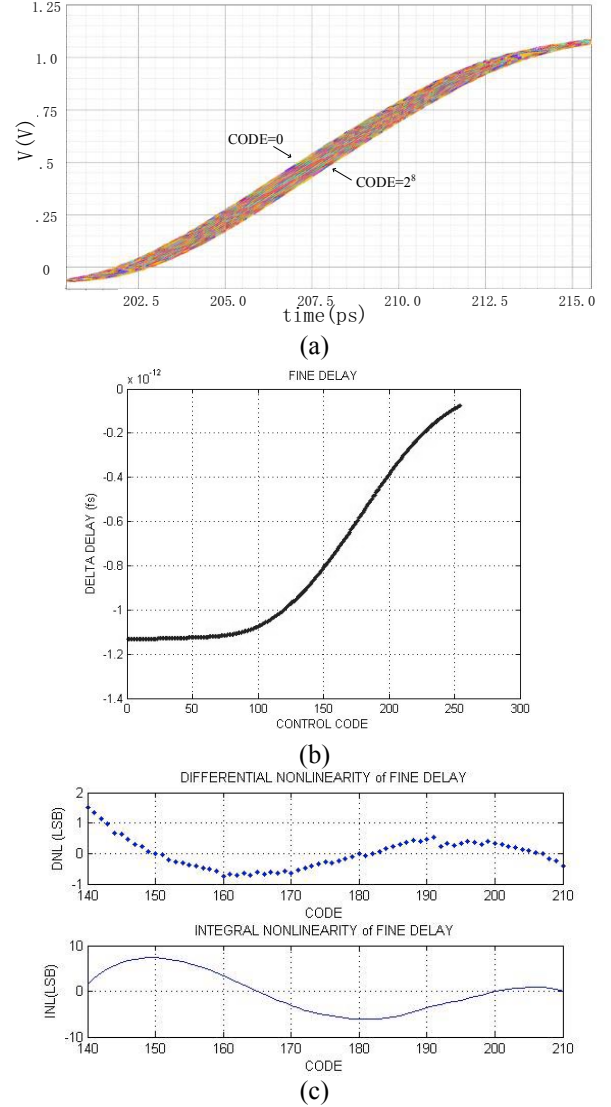 1.25
1.0
.75
.5
.25
0
V(V)
CODE=0
CODE=2⁸
202.5 205.0 207.5 210.0 212.5 215.0
time(ps)
(a)
x 10⁻¹²
FINE DELAY
0
-0.2
-0.4
-0.6
-0.8
-1
-1.2
-1.4
DELTA DELAY (fs)
0 50 100 150 200 250 300
CONTROL CODE
(b)
DIFFERENTIAL NONLINEARITY of FINE DELAY
2
1
0
-1
DNL (LSB)
140 150 160 170 180 190 200 210
CODE
INTEGRAL NONLINEARITY of FINE DELAY
10
0
-10
INL(LSB)
140 150 160 170 180 190 200 210
CODE
(c)